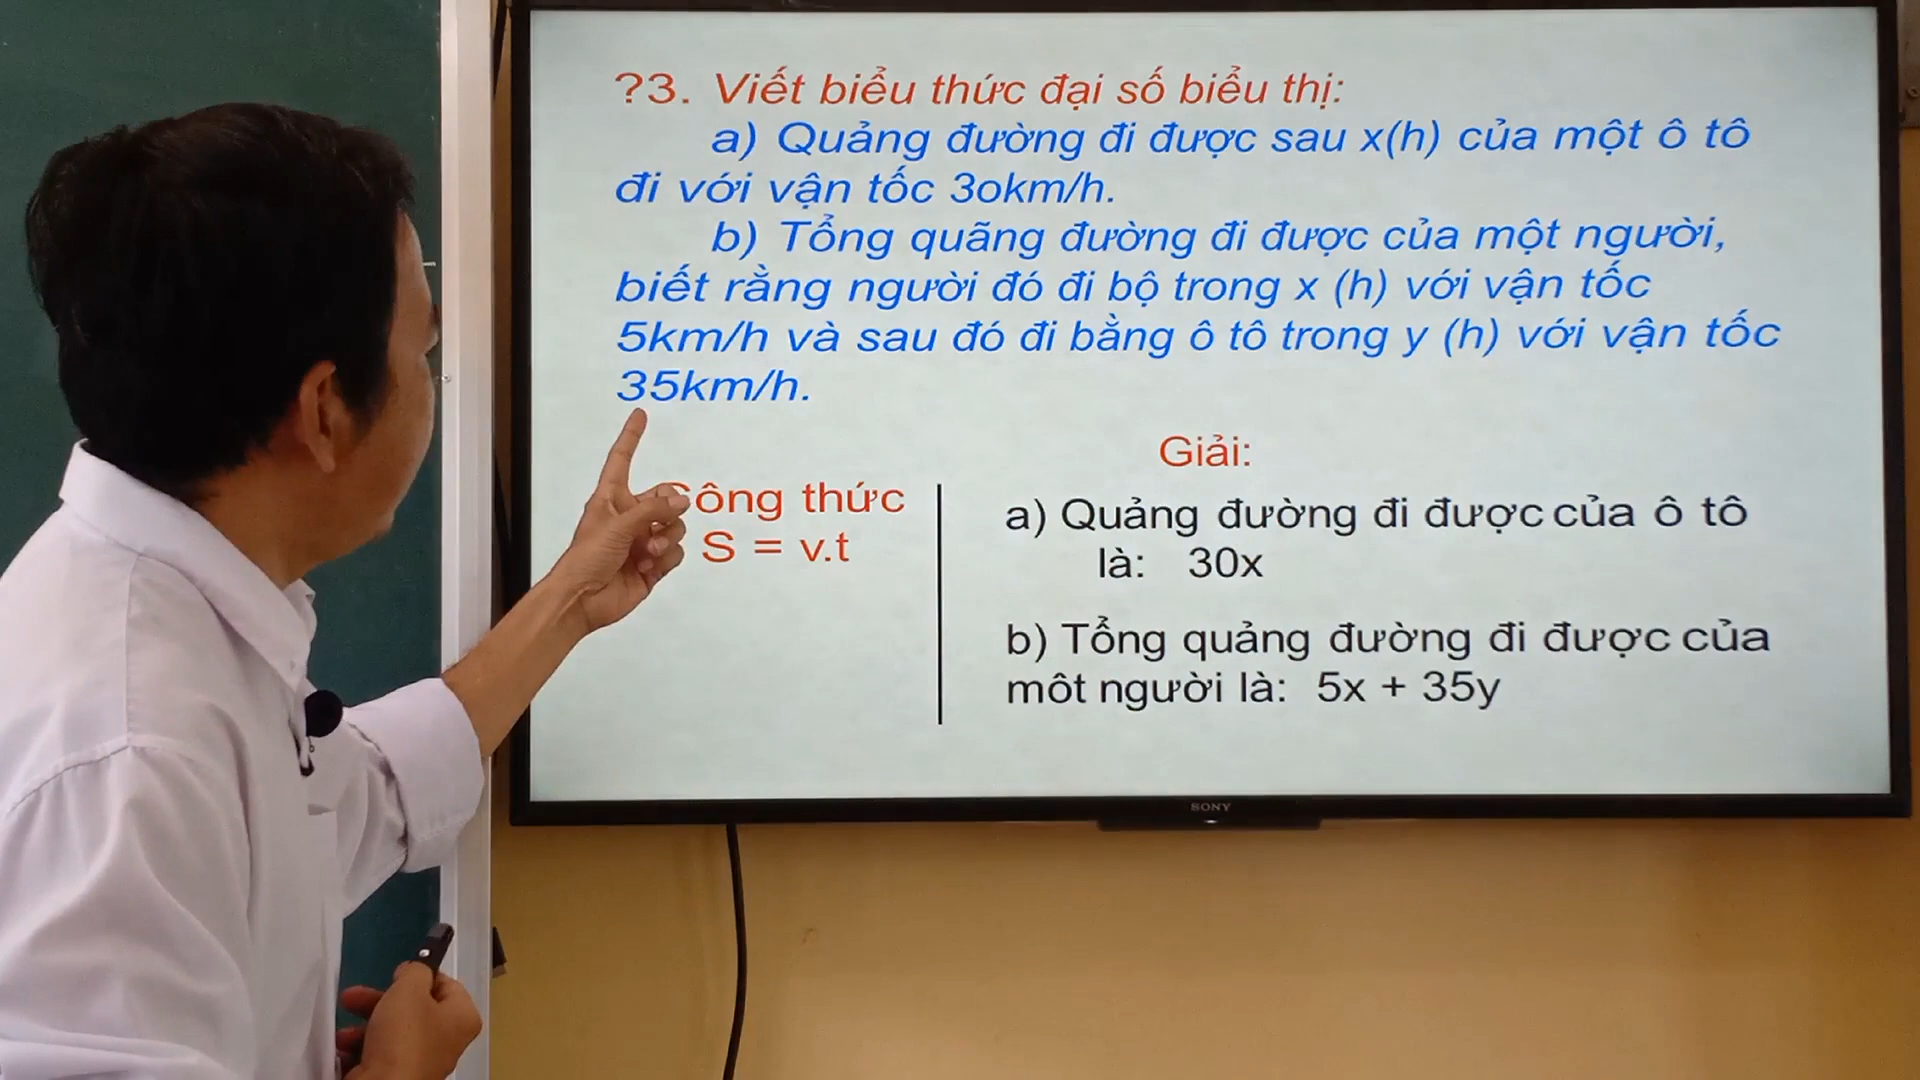 ?3. Viết biểu thức đại số biểu thị:
a) Quảng đường đi được sau x(h) của một ô tô
đi với vận tốc 3okm/h.
b) Tổng quãng đường đi được của một người,
biết rằng người đó đi bộ trong x (h) với vận tốc
5km/h và sau đó đi bằng ô tô trong y (h) với vận tốc
35km/h.
Giải:
Công thức
S = v.t
a) Quảng đường đi được của ô tô
là: 30x
b) Tổng quảng đường đi được của
môt người là: 5x + 35y
SONY